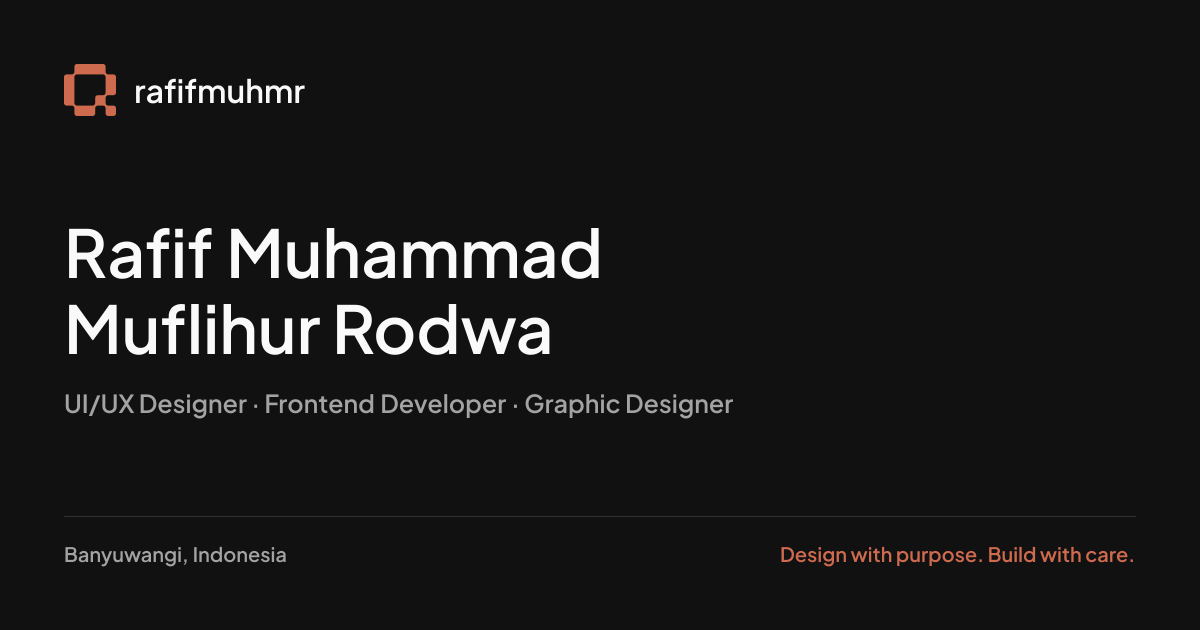 rafifmuhmr
Rafif Muhammad
Muflihur Rodwa
UI/UX Designer · Frontend Developer · Graphic Designer
Banyuwangi, Indonesia
Design with purpose. Build with care.